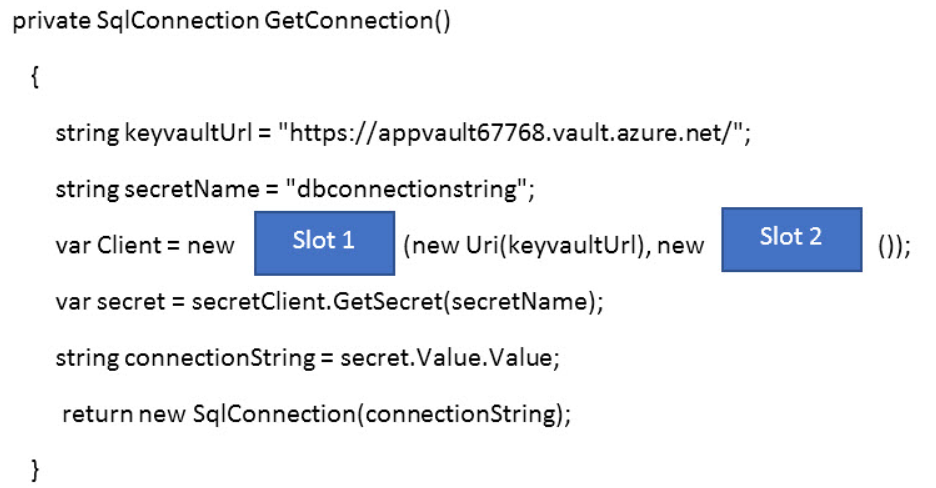 private SqlConnection GetConnection()
{
string keyvaultUrl = "https://appvault67768.vault.azure.net/";
string secretName = "dbconnectionstring";
var Client = new Slot 1 (new Uri(keyvaultUrl), new Slot 2 ());
var secret = secretClient.GetSecret(secretName);
string connectionString = secret.Value.Value;
return new SqlConnection(connectionString);
}